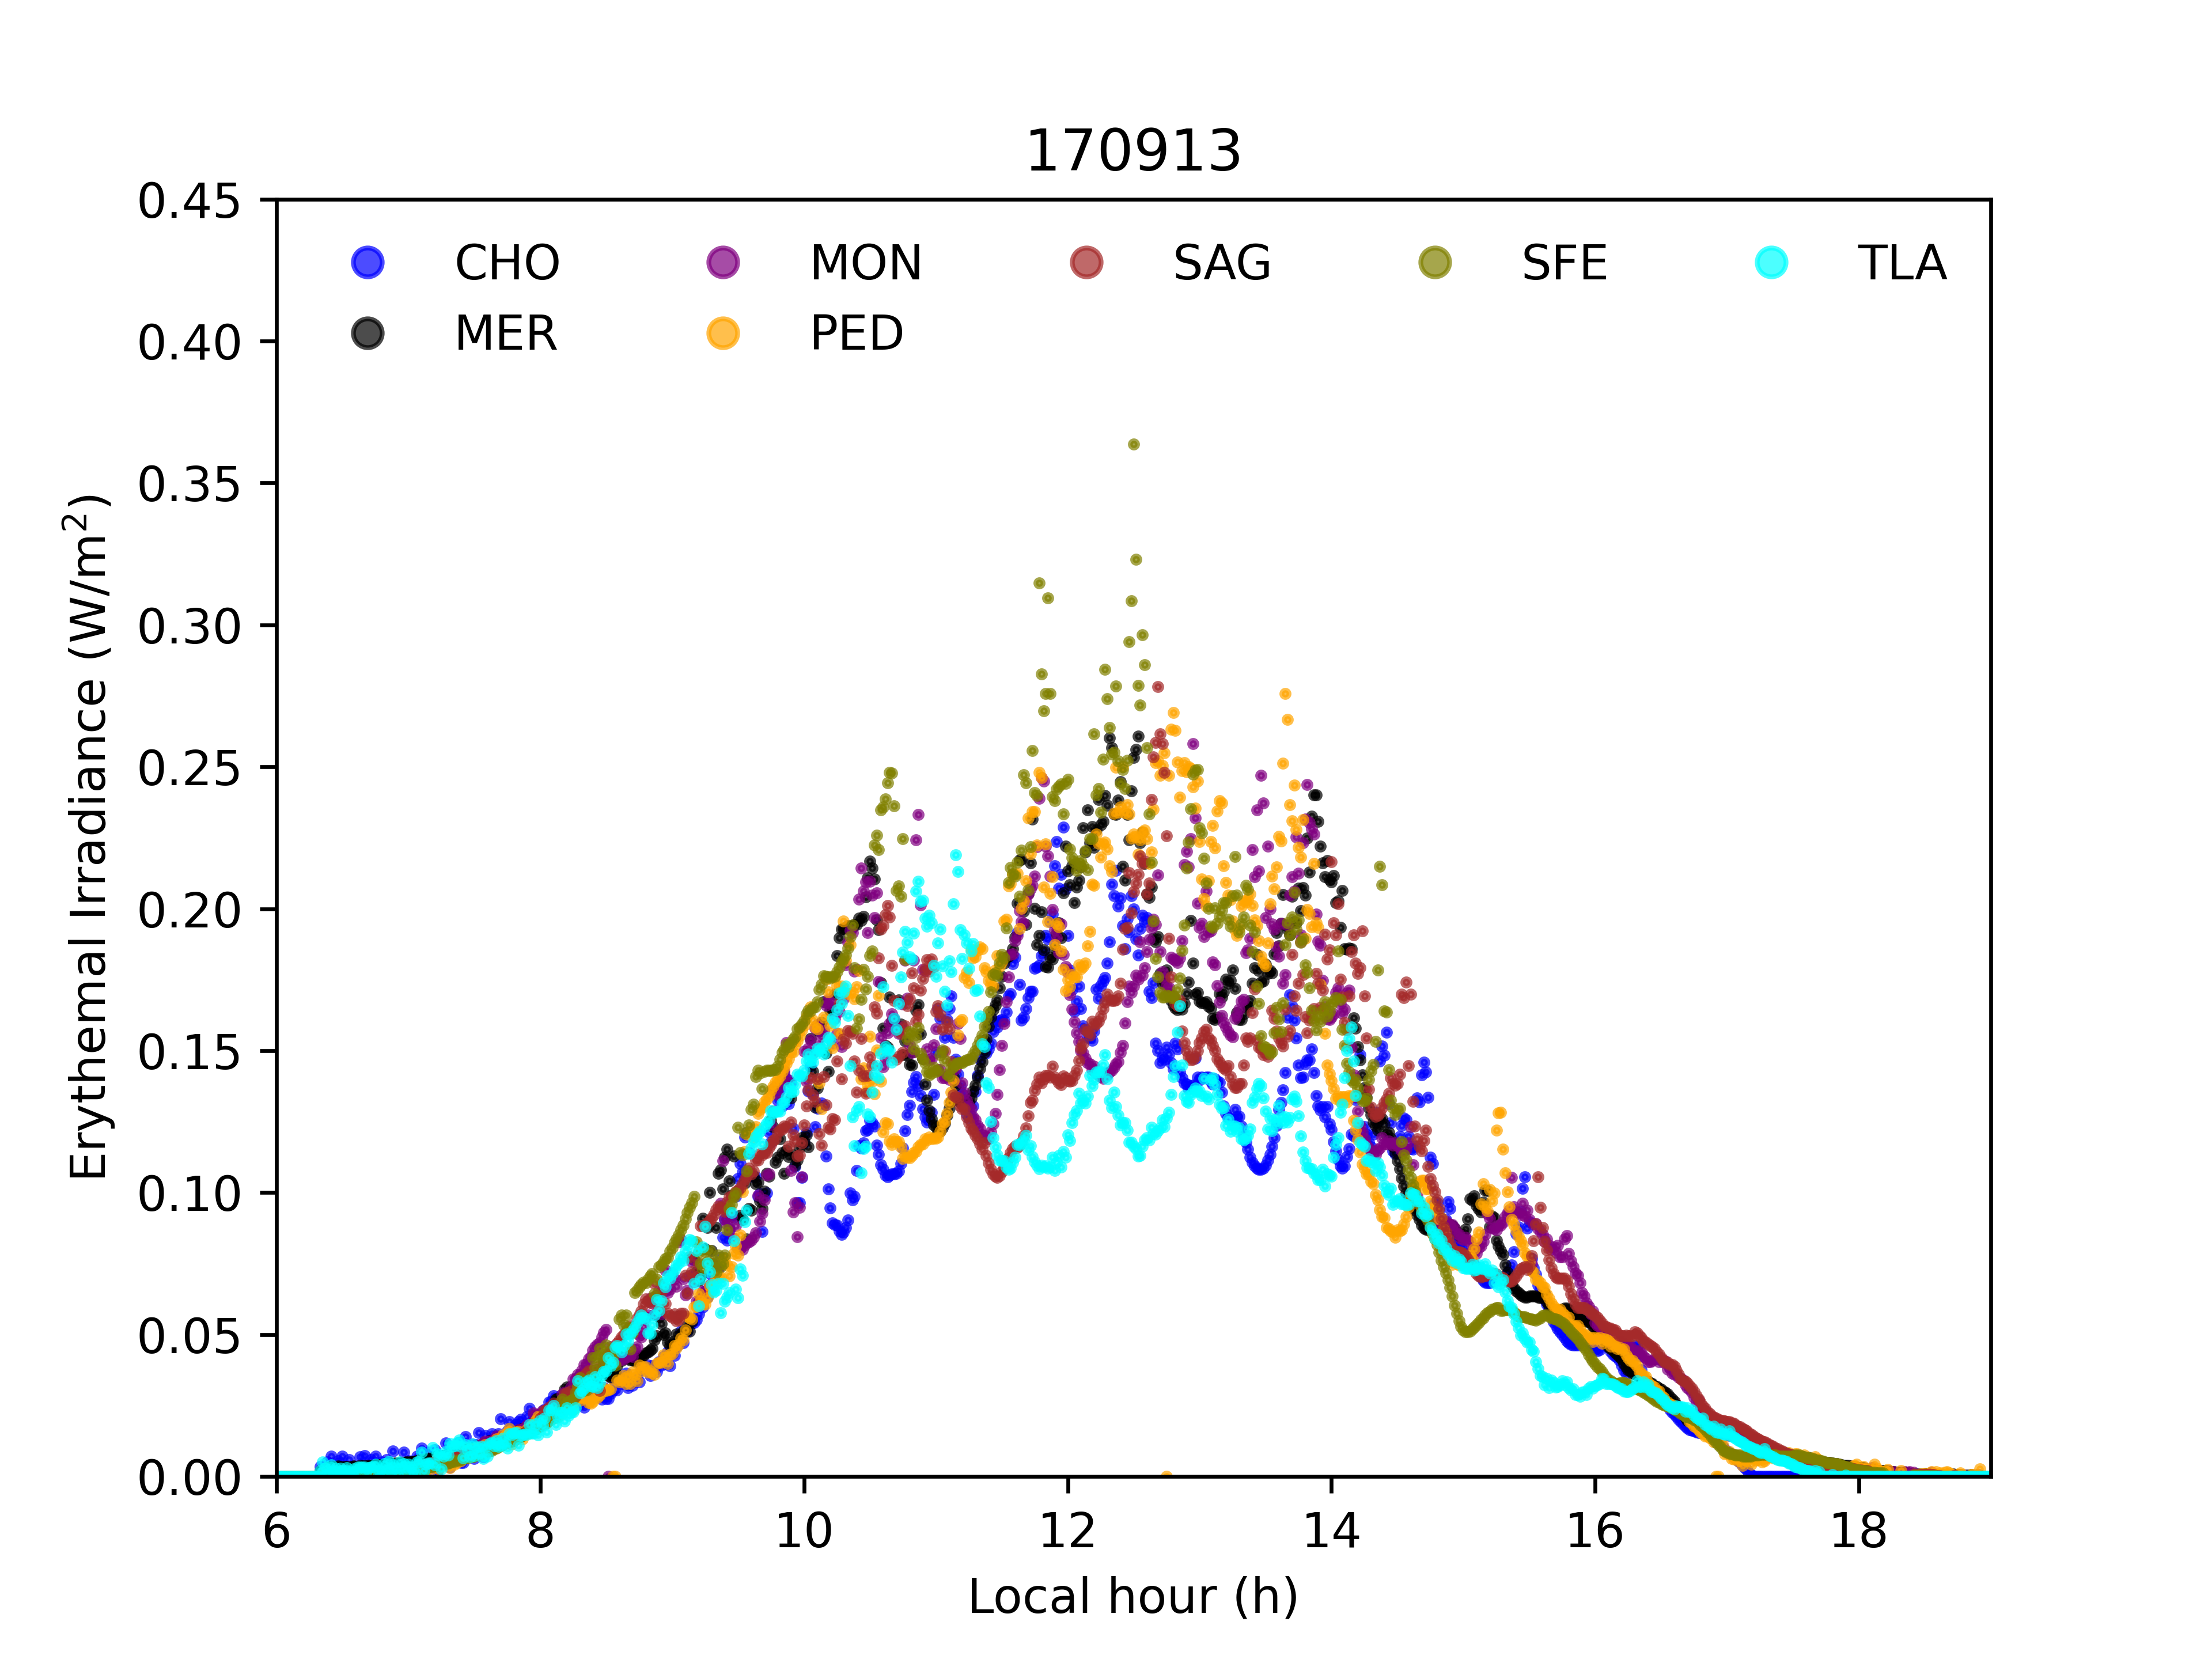 170913
0.45
CHO MON SAG SFE TLA
MER PED
0.40
0.35
0.30
0.25
0.20
0.15
0.10
0.05
0.00
Erythemal Irradiance (W/m²)
6 8 10 12 14 16 18
Local hour (h)